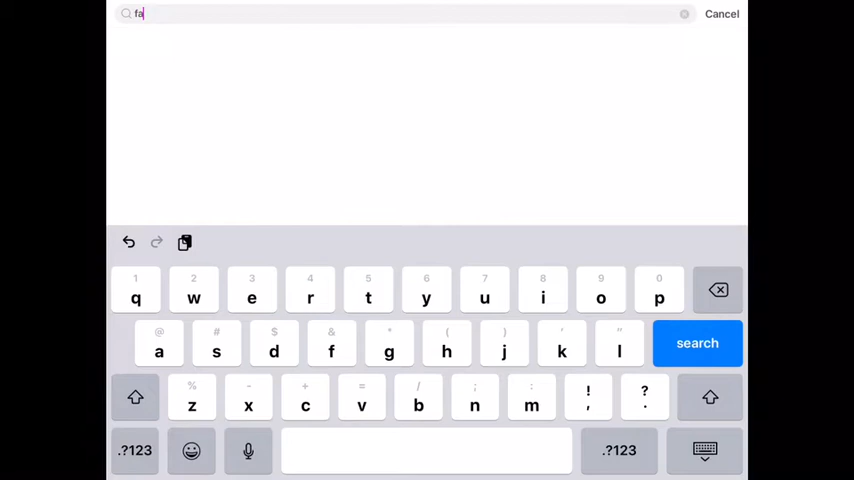 fa Cancel
1 2 3 4 5 6 7 8 9 0
q w e r t y u i o p
@ # $ & * ( ) ' "
a s d f g h j k l search
% - + = / ; : ! ?
z x c v b n m , .
.?123 .?123